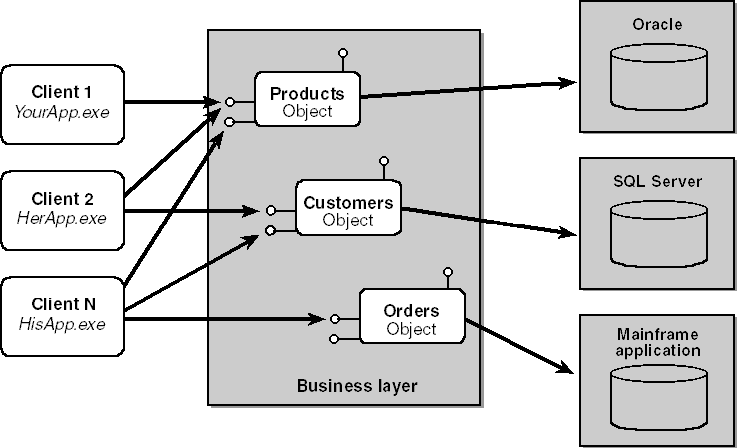 Client 1
YourApp.exe
Client 2
HerApp.exe
Client N
HisApp.exe
Products
Object
Customers
Object
Orders
Object
Business layer
Oracle
SQL Server
Mainframe
application